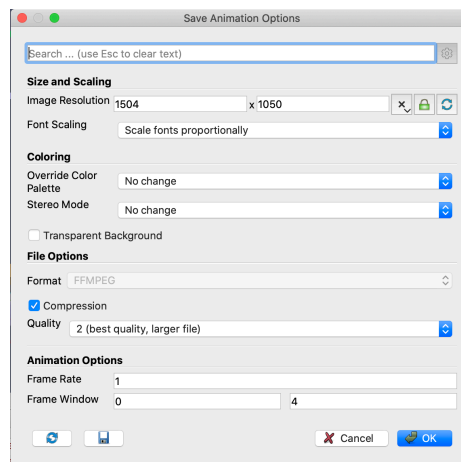 Save Animation Options
Search ... (use Esc to clear text)
Size and Scaling
Image Resolution 1504 x 1050
Font Scaling Scale fonts proportionally
Coloring
Override Color
Palette No change
Stereo Mode No change
Transparent Background
File Options
Format FFMPEG
Compression
Quality 2 (best quality, larger file)
Animation Options
Frame Rate 1
Frame Window 0 4
Cancel OK